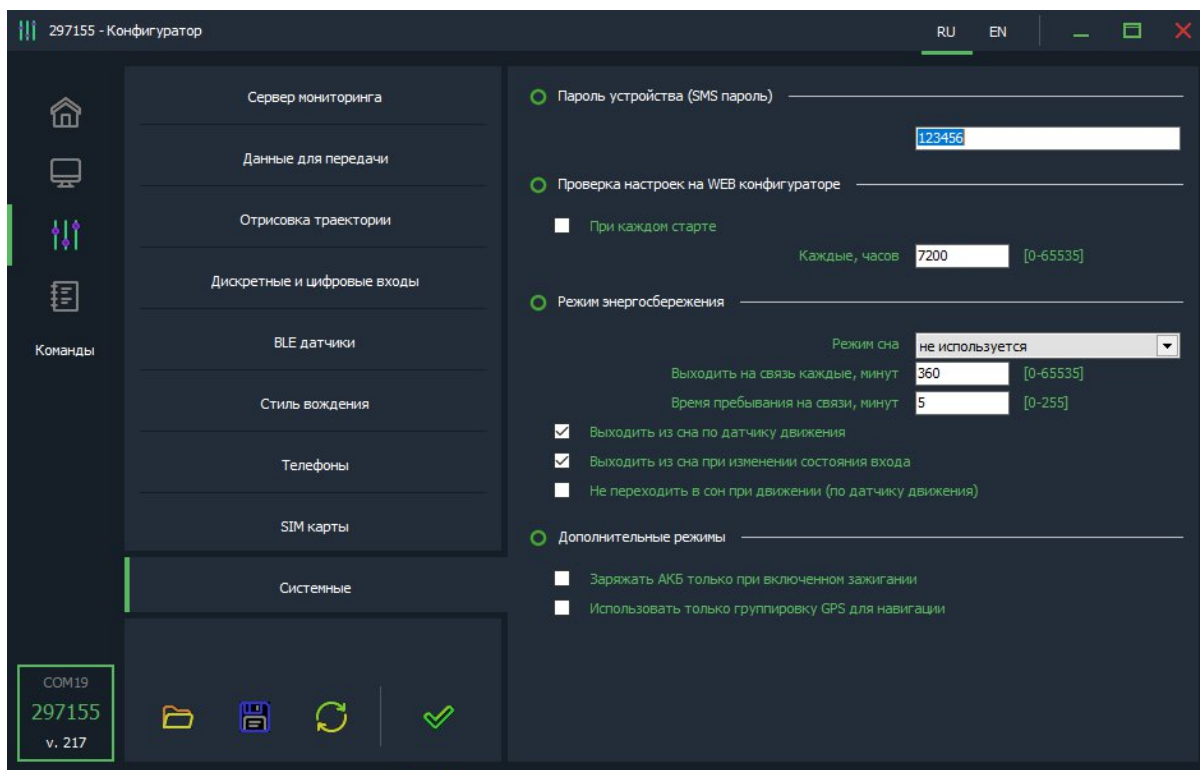 297155 - Конфигуратор
RU EN
Сервер мониторинга
Данные для передачи
Отрисовка траектории
Дискретные и цифровые входы
BLE датчики
Стиль вождения
Телефоны
SIM карты
Системные
Команды
COM19
297155
v. 217
Пароль устройства (SMS пароль)
123456
Проверка настроек на WEB конфигураторе
При каждом старте
Каждые, часов 7200 [0-65535]
Режим энергосбережения
Режим сна не используется
Выходить на связь каждые, минут 360 [0-65535]
Время пребывания на связи, минут 5 [0-255]
Выходить из сна по датчику движения
Выходить из сна при изменении состояния входа
Не переходить в сон при движении (по датчику движения)
Дополнительные режимы
Заряжать АКБ только при включенном зажигании
Использовать только группировку GPS для навигации